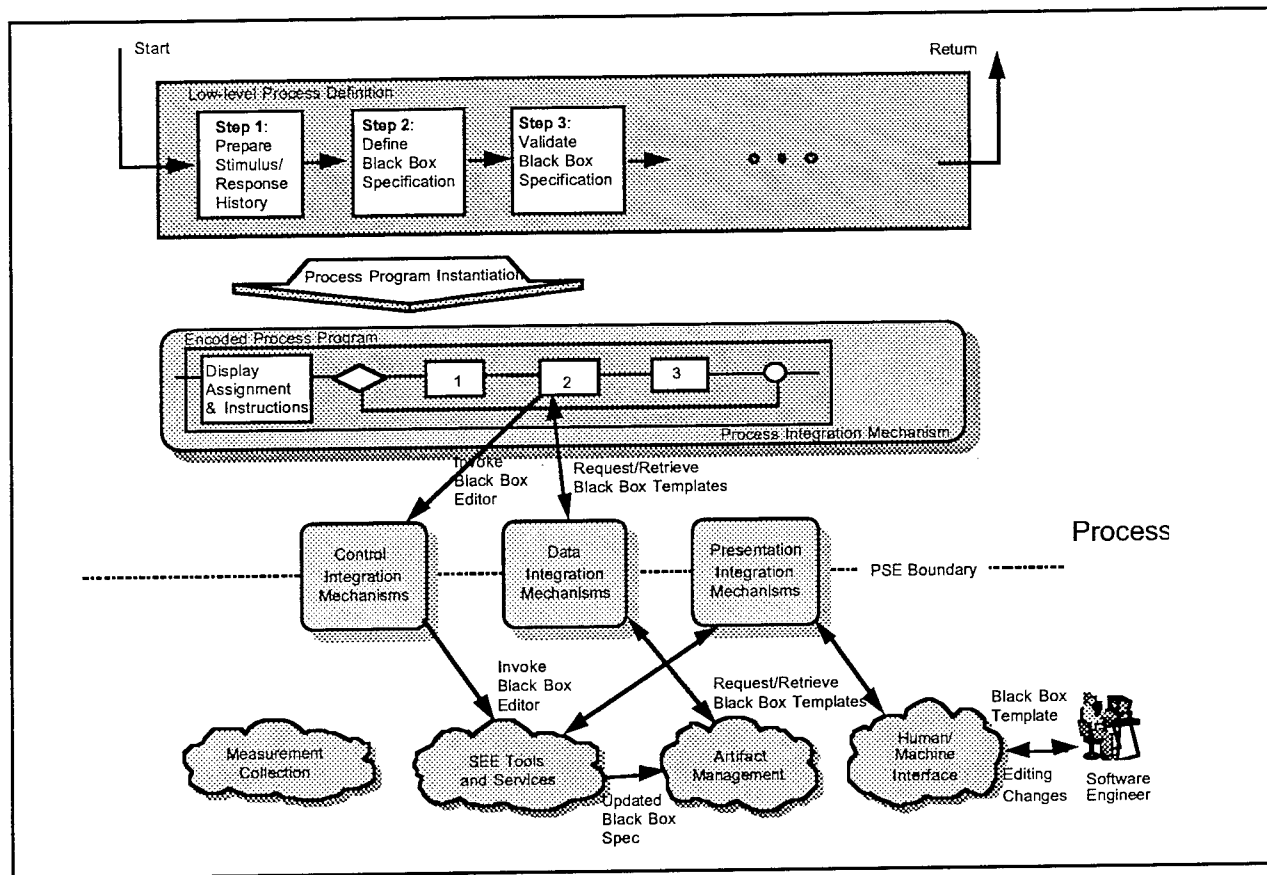 Start
Return
Low-level Process Definition
Step 1:
Prepare
Stimulus/
Response
History
Step 2:
Define
Black Box
Specification
Step 3:
Validate
Black Box
Specification
Process Program Instantiation
Encoded Process Program
Display
Assignment
& Instructions
1
2
3
Process Integration Mechanism
Invoke
Black Box
Editor
Request/Retrieve
Black Box Templates
Process
Control
Integration
Mechanisms
Data
Integration
Mechanisms
Presentation
Integration
Mechanisms
PSE Boundary
Invoke
Black Box
Editor
Request/Retrieve
Black Box Templates
Black Box
Template
Measurement
Collection
SEE Tools
and Services
Artifact
Management
Human/
Machine
Interface
Editing
Changes
Software
Engineer
Updated
Black Box
Spec